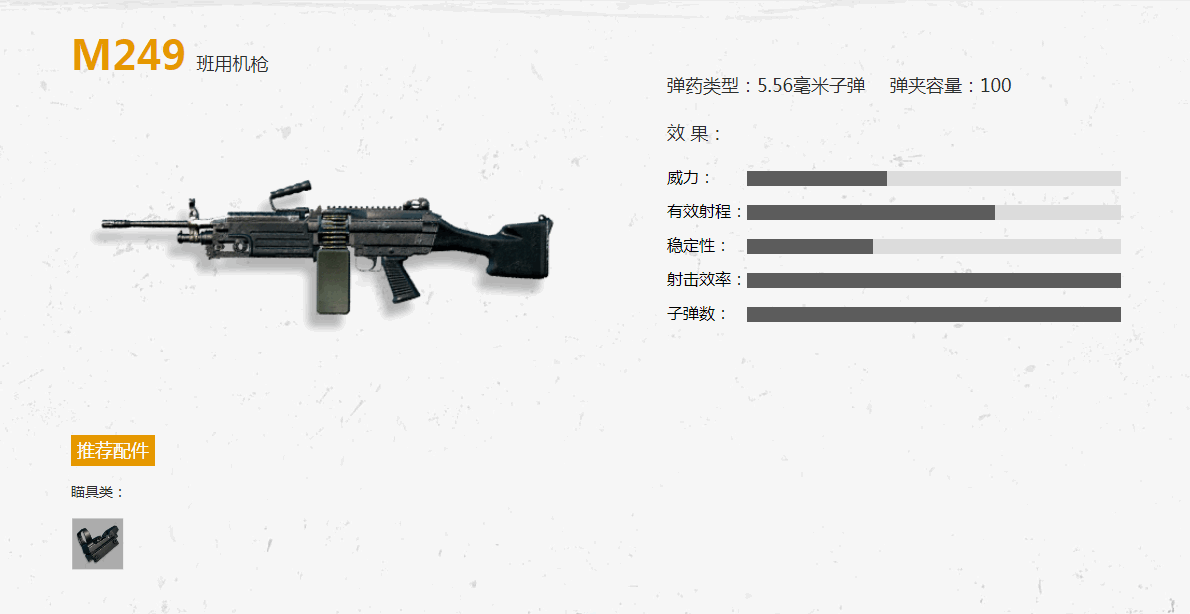 M249 班用机枪
弹药类型：5.56毫米子弹 弹夹容量：100
效 果：
威力：
有效射程：
稳定性：
射击效率：
子弹数：
推荐配件
瞄具类：